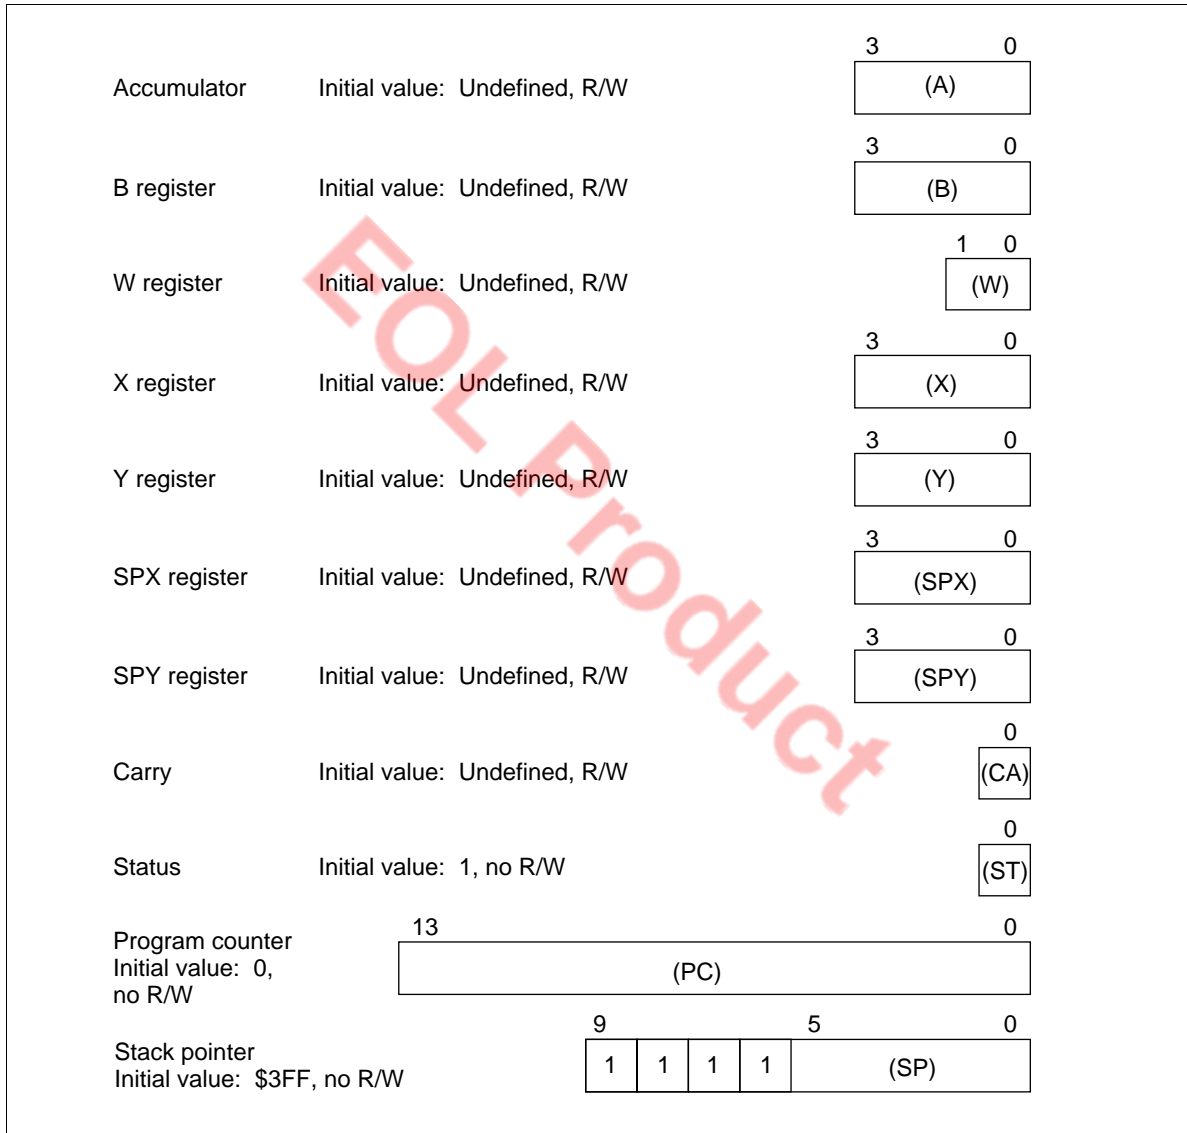 3 0
Accumulator Initial value: Undefined, R/W (A)
3 0
B register Initial value: Undefined, R/W (B)
1 0
W register Initial value: Undefined, R/W (W)
3 0
X register Initial value: Undefined, R/W (X)
3 0
Y register Initial value: Undefined, R/W (Y)
3 0
SPX register Initial value: Undefined, R/W (SPX)
3 0
SPY register Initial value: Undefined, R/W (SPY)
0
Carry Initial value: Undefined, R/W (CA)
0
Status Initial value: 1, no R/W (ST)
13 0
Program counter
Initial value: 0,
no R/W
(PC)
9 5 0
Stack pointer
Initial value: $3FF, no R/W
1 1 1 1 (SP)
EOL Product